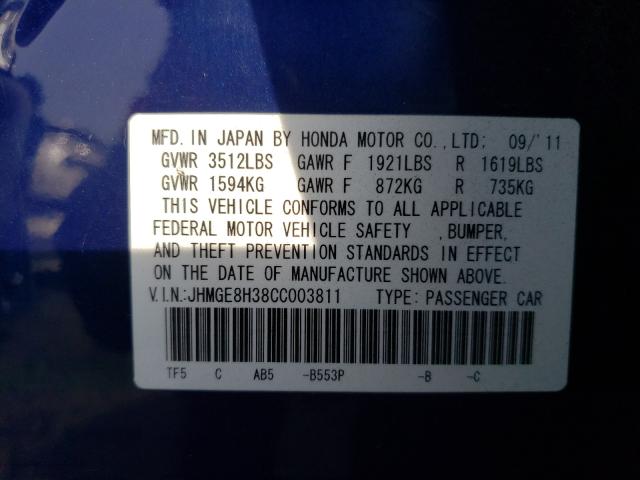 MFD. IN JAPAN BY HONDA MOTOR CO.,LTD; 09/'11
GVWR 3512LBS GAWR F 1921LBS R 1619LBS
GVWR 1594KG GAWR F 872KG R 735KG
THIS VEHICLE CONFORMS TO ALL APPLICABLE
FEDERAL MOTOR VEHICLE SAFETY ,BUMPER,
AND THEFT PREVENTION STANDARDS IN EFFECT
ON THE DATE OF MANUFACTURE SHOWN ABOVE.
V.I.N.:JHMGE8H38CC003811 TYPE: PASSENGER CAR
TF5 C AB5 -B553P -B -C